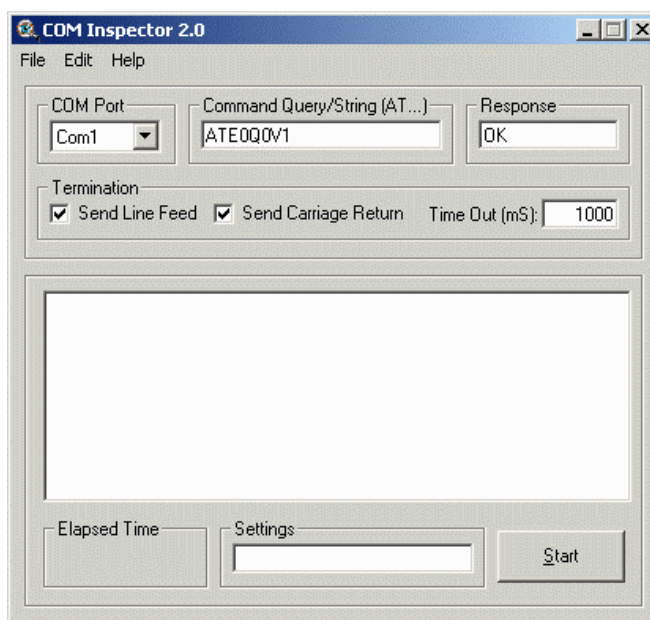 COM Inspector 2.0
File Edit Help
COM Port Command Query/String (AT...) Response
Com1 ATE0Q0V1 OK
Termination
Send Line Feed Send Carriage Return Time Out (mS): 1000
Elapsed Time Settings
Start